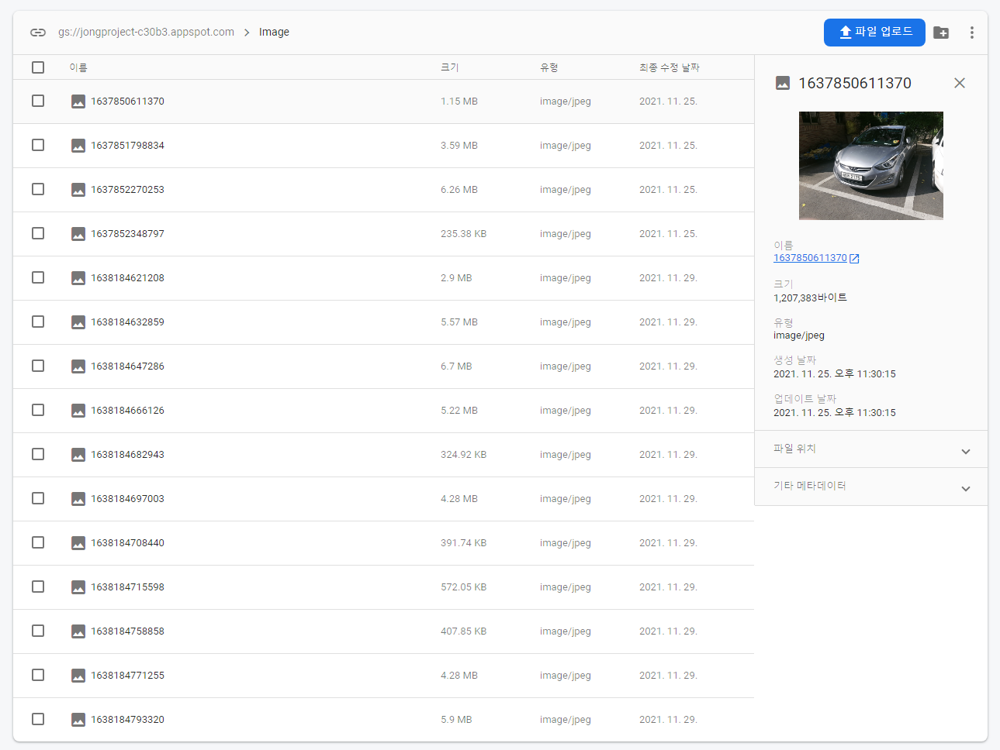 gs://jongproject-c30b3.appspot.com > Image
파일 업로드
이름 크기 유형 최종 수정 날짜
1637850611370 1.15 MB image/jpeg 2021. 11. 25.
1637851798834 3.59 MB image/jpeg 2021. 11. 25.
1637852270253 6.26 MB image/jpeg 2021. 11. 25.
1637852348797 235.38 KB image/jpeg 2021. 11. 25.
1638184621208 2.9 MB image/jpeg 2021. 11. 29.
1638184632859 5.57 MB image/jpeg 2021. 11. 29.
1638184647286 6.7 MB image/jpeg 2021. 11. 29.
1638184666126 5.22 MB image/jpeg 2021. 11. 29.
1638184682943 324.92 KB image/jpeg 2021. 11. 29.
1638184697003 4.28 MB image/jpeg 2021. 11. 29.
1638184708440 391.74 KB image/jpeg 2021. 11. 29.
1638184715598 572.05 KB image/jpeg 2021. 11. 29.
1638184758858 407.85 KB image/jpeg 2021. 11. 29.
1638184771255 4.28 MB image/jpeg 2021. 11. 29.
1638184793320 5.9 MB image/jpeg 2021. 11. 29.
1637850611370
이름
1637850611370
크기
1,207,383바이트
유형
image/jpeg
생성 날짜
2021. 11. 25. 오후 11:30:15
업데이트 날짜
2021. 11. 25. 오후 11:30:15
파일 위치
기타 메타데이터